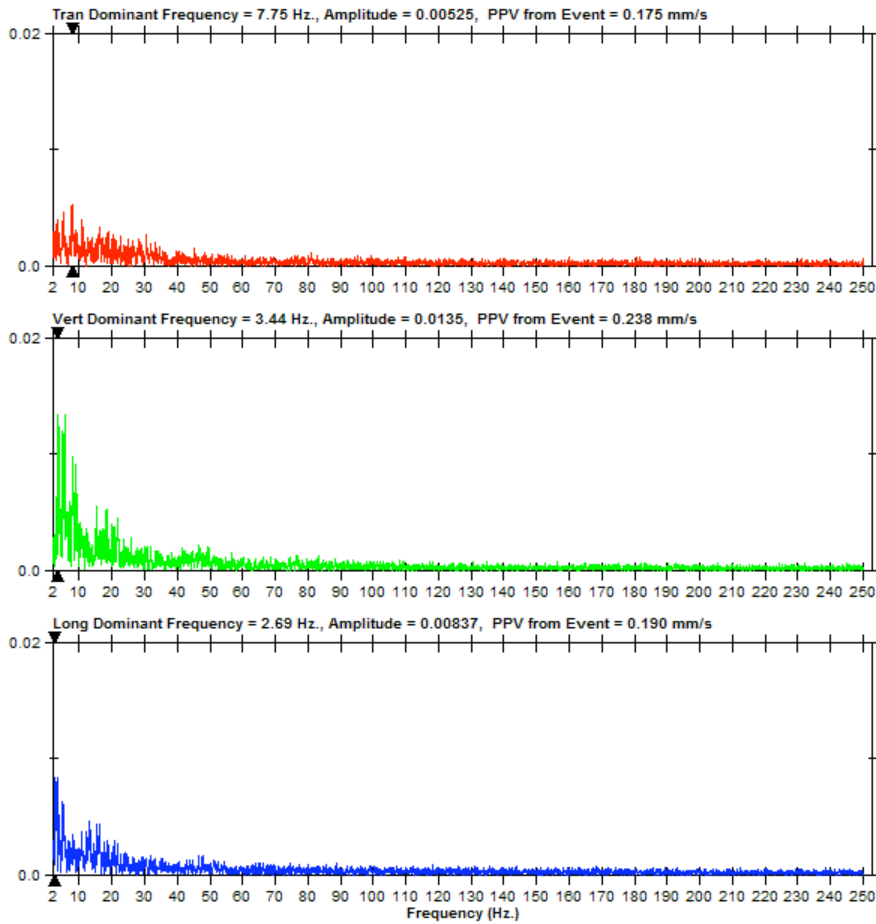 Tran Dominant Frequency = 7.75 Hz., Amplitude = 0.00525, PPV from Event = 0.175 mm/s
0.02
0.0
2 10 20 30 40 50 60 70 80 90 100 110 120 130 140 150 160 170 180 190 200 210 220 230 240 250
Vert Dominant Frequency = 3.44 Hz., Amplitude = 0.0135, PPV from Event = 0.238 mm/s
0.02
0.0
2 10 20 30 40 50 60 70 80 90 100 110 120 130 140 150 160 170 180 190 200 210 220 230 240 250
Long Dominant Frequency = 2.69 Hz., Amplitude = 0.00837, PPV from Event = 0.190 mm/s
0.02
0.0
2 10 20 30 40 50 60 70 80 90 100 110 120 130 140 150 160 170 180 190 200 210 220 230 240 250
Frequency (Hz.)